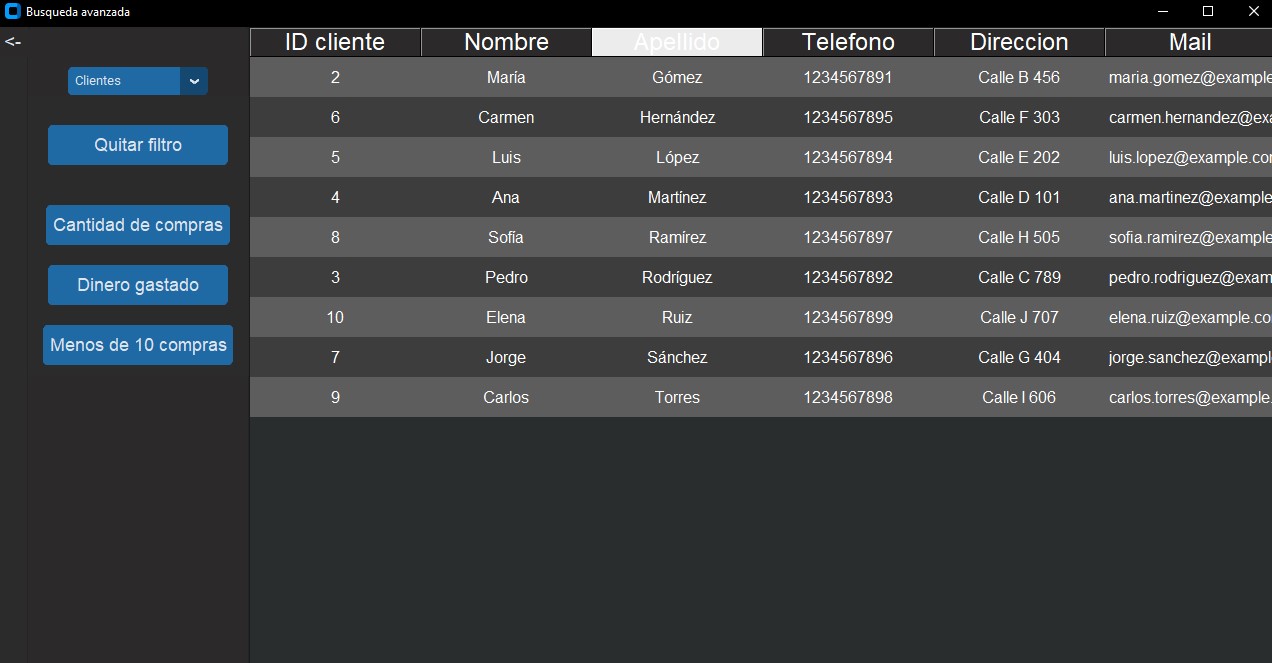 Busqueda avanzada
<-
Clientes
Quitar filtro
Cantidad de compras
Dinero gastado
Menos de 10 compras
ID cliente Nombre Apellido Telefono Direccion Mail
2 María Gómez 1234567891 Calle B 456 maria.gomez@example
6 Carmen Hernández 1234567895 Calle F 303 carmen.hernandez@exa
5 Luis López 1234567894 Calle E 202 luis.lopez@example.cor
4 Ana Martínez 1234567893 Calle D 101 ana.martinez@example
8 Sofía Ramírez 1234567897 Calle H 505 sofia.ramirez@example
3 Pedro Rodríguez 1234567892 Calle C 789 pedro.rodriguez@exam
10 Elena Ruiz 1234567899 Calle J 707 elena.ruiz@example.co
7 Jorge Sánchez 1234567896 Calle G 404 jorge.sanchez@exampl
9 Carlos Torres 1234567898 Calle I 606 carlos.torres@example.